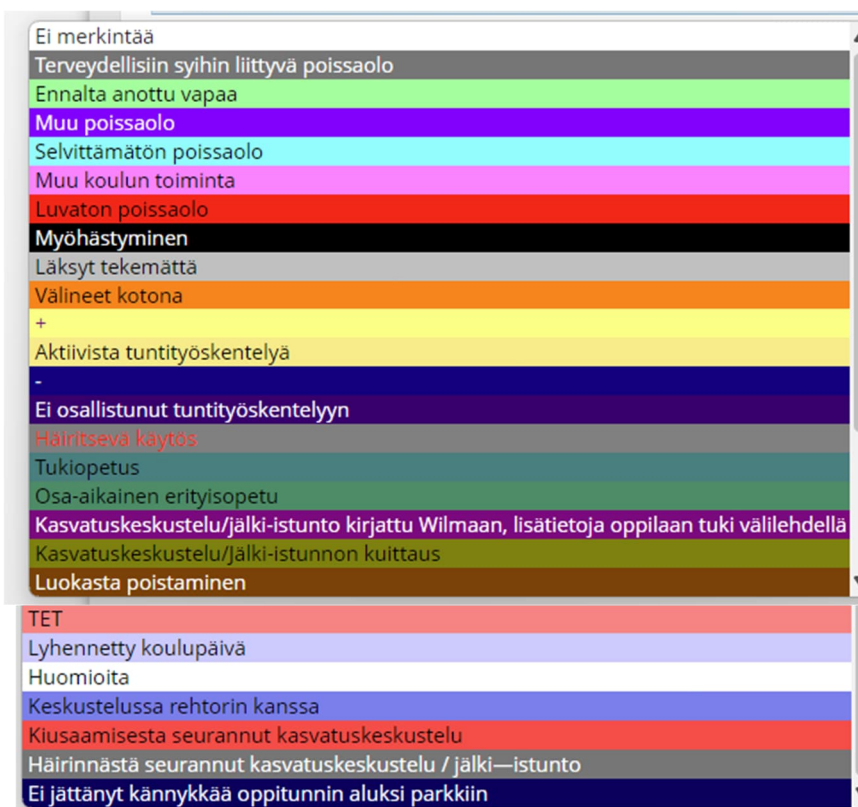 Ei merkintää
Terveydellisiin syihin liittyvä poissaolo
Ennalta anottu vapaa
Muu poissaolo
Selvittämätön poissaolo
Muu koulun toiminta
Luvaton poissaolo
Myöhästyminen
Läksyt tekemättä
Välineet kotona
+
Aktiivista tuntityöskentelyä
-
Ei osallistunut tuntityöskentelyyn
Häiritsevä käytös
Tukiopetus
Osa-aikainen erityisopetu
Kasvatuskeskustelu/jälki-istunto kirjattu Wilmaan, lisätietoja oppilaan tuki välilehdellä
Kasvatuskeskustelu/Jälki-istunnon kuittaus
Luokasta poistaminen
TET
Lyhennetty koulupäivä
Huomioita
Keskustelussa rehtorin kanssa
Kiusaamisesta seurannut kasvatuskeskustelu
Häirinnästä seurannut kasvatuskeskustelu / jälki—istunto
Ei jättänyt kännykkää oppitunnin aluksi parkkiin